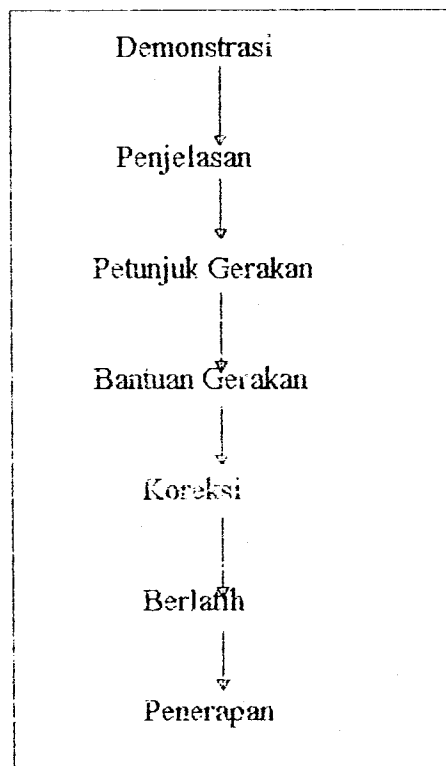 Demonstrasi
Penjelasan
Petunjuk Gerakan
Bantuan Gerakan
Koreksi
Berlatih
Penerapan